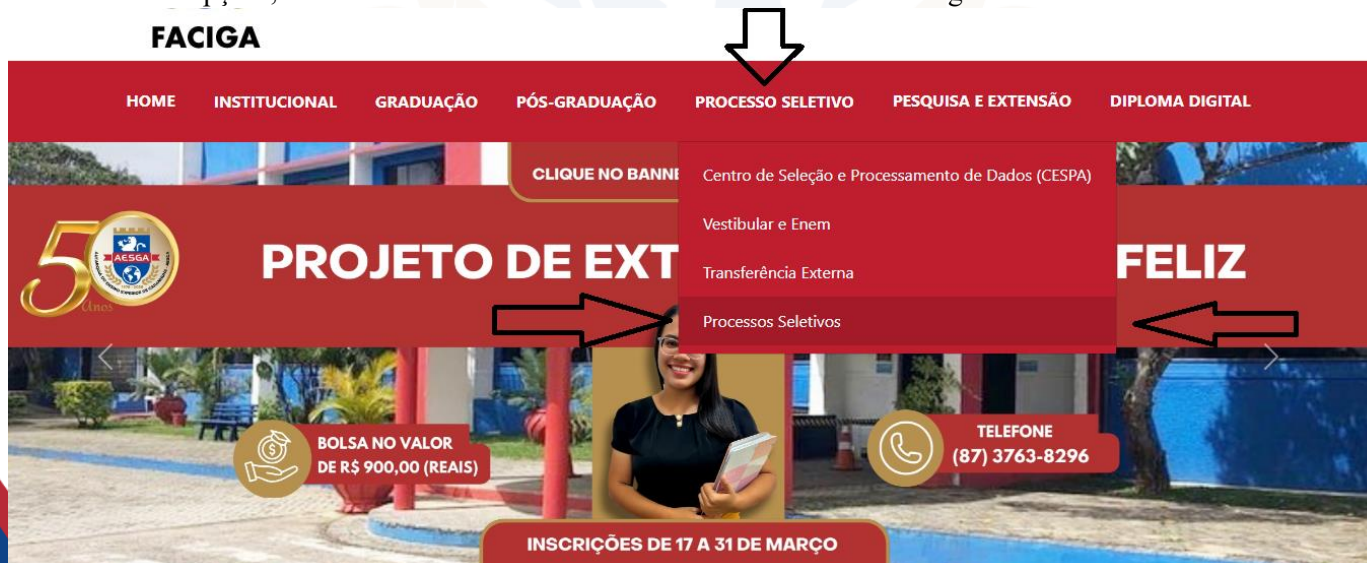 FACIGA
HOME INSTITUCIONAL GRADUAÇÃO PÓS-GRADUAÇÃO PROCESSO SELETIVO PESQUISA E EXTENSÃO DIPLOMA DIGITAL
CLIQUE NO BANNE
Centro de Seleção e Processamento de Dados (CESPA)
Vestibular e Enem
Transferência Externa
Processos Seletivos
50
AESGA
Anos
PROJETO DE EXT FELIZ
BOLSA NO VALOR
DE R$ 900,00 (REAIS)
TELEFONE
(87) 3763-8296
INSCRIÇÕES DE 17 A 31 DE MARÇO